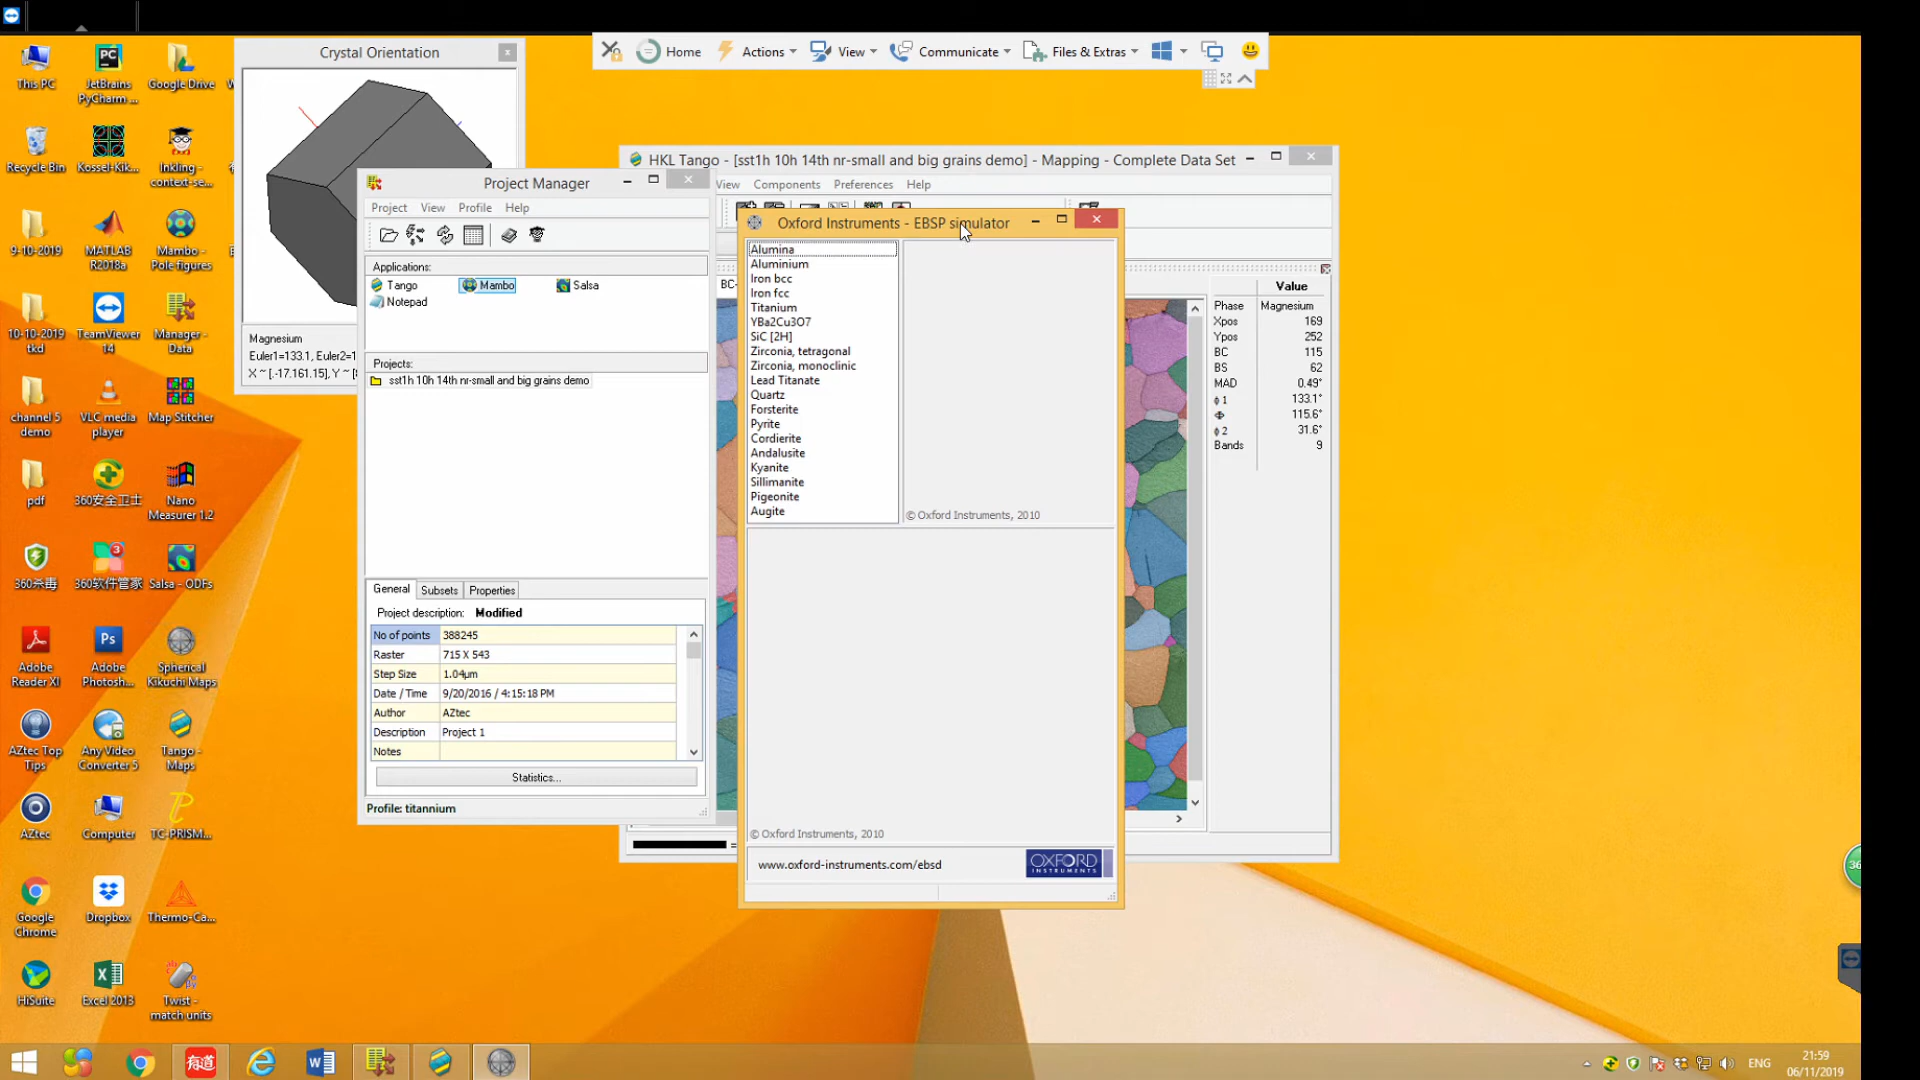 Home
Actions
View
Communicate
Files & Extras
Crystal Orientation
Magnesium
X ~ [.-17.161.15], Y ~ [
This PC
JetBrains
PyCharm ...
Google Drive
Recycle Bin
Kossel-Kik...
Inkling -
context-se...
9-10-2019
MATLAB
R2018a
Mambo -
Pole figures
10-10-2019
tkd
TeamViewer
14
Manager -
Data
channel 5
demo
VLC media
player
Map Stitcher
pdf
360安全卫士
Nano
Measurer 1.2
360杀毒
3
360软件管家
Salsa - ODFs
Adobe
Reader XI
Ps
Adobe
Photosh...
Spherical
Kikuchi Maps
AZtec Top
Tips
Any Video
Converter 5
Tango -
Maps
AZtec
Computer
TC-PRISM...
Google
Chrome
Dropbox
Thermo-Ca...
HiSuite
Excel 2013
Twist -
match units
Project Manager
Project View Profile Help
Applications:
Tango
Mambo
Salsa
Notepad
Projects:
sst1h 10h 14th nr-small and big grains demo
General Subsets Properties
Project description: Modified
No of points 388245
Raster 715 X 543
Step Size 1.04µm
Date / Time 9/20/2016 / 4:15:18 PM
Author AZtec
Description Project 1
Notes
Statistics...
Profile: titannium
HKL Tango - [sst1h 10h 14th nr-small and big grains demo] - Mapping - Complete Data Set
View Components Preferences Help
BC-
Oxford Instruments - EBSP simulator
Alumina
Aluminium
Iron bcc
Iron fcc
Titanium
YBa2Cu3O7
SiC [2H]
Zirconia, tetragonal
Zirconia, monoclinic
Lead Titanate
Quartz
Forsterite
Pyrite
Cordierite
Andalusite
Kyanite
Sillimanite
Pigeonite
Augite
© Oxford Instruments, 2010
© Oxford Instruments, 2010
www.oxford-instruments.com/ebsd
OXFORD
INSTRUMENTS
Value
Phase Magnesium
Xpos 169
Ypos 252
BC 115
BS 62
MAD 0.49°
φ1 133.1°
Φ 115.6°
φ2 31.6°
Bands 9
36
有道
ENG
21:59
06/11/2019